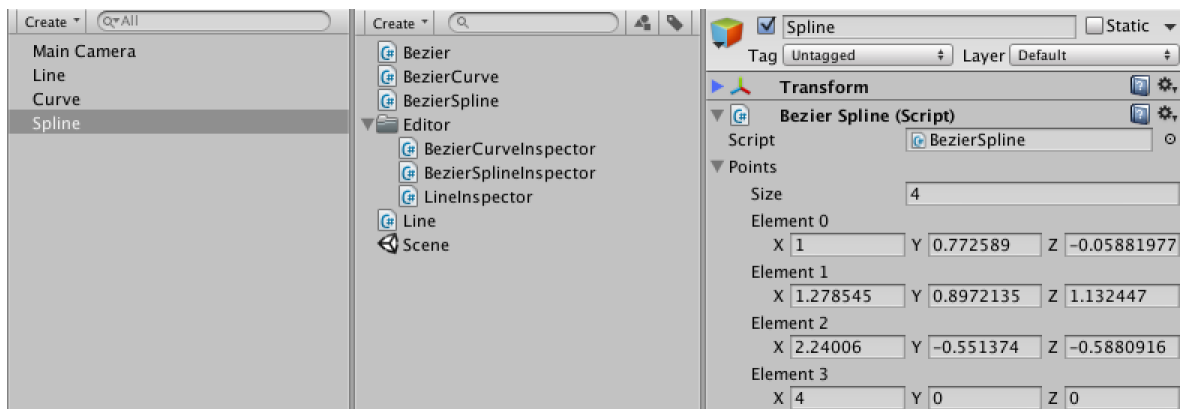 Create
All
Main Camera
Line
Curve
Spline
Create
Bezier
BezierCurve
BezierSpline
Editor
BezierCurveInspector
BezierSplineInspector
LineInspector
Line
Scene
Spline Static
Tag Untagged Layer Default
Transform
Bezier Spline (Script)
Script BezierSpline
Points
Size 4
Element 0
X 1 Y 0.772589 Z -0.05881977
Element 1
X 1.278545 Y 0.8972135 Z 1.132447
Element 2
X 2.24006 Y -0.551374 Z -0.5880916
Element 3
X 4 Y 0 Z 0